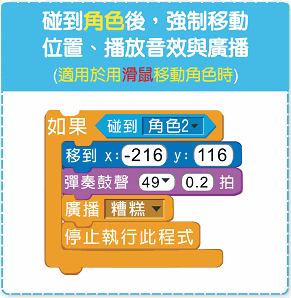 碰到角色後，強制移動
位置、播放音效與廣播
(適用於用滑鼠移動角色時)
如果 碰到 角色2
移到 x: -216 y: 116
彈奏鼓聲 49 0.2 拍
廣播 糟糕
停止執行此程式